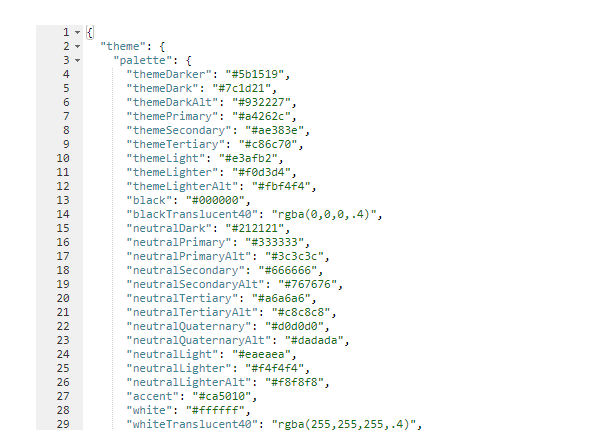 1 {
2 "theme": {
3 "palette": {
4 "themeDarker": "#5b1519",
5 "themeDark": "#7c1d21",
6 "themeDarkAlt": "#932227",
7 "themePrimary": "#a4262c",
8 "themeSecondary": "#ae383e",
9 "themeTertiary": "#c86c70",
10 "themeLight": "#e3afb2",
11 "themeLighter": "#f0d3d4",
12 "themeLighterAlt": "#fbf4f4",
13 "black": "#000000",
14 "blackTranslucent40": "rgba(0,0,0,.4)",
15 "neutralDark": "#212121",
16 "neutralPrimary": "#333333",
17 "neutralPrimaryAlt": "#3c3c3c",
18 "neutralSecondary": "#666666",
19 "neutralSecondaryAlt": "#767676",
20 "neutralTertiary": "#a6a6a6",
21 "neutralTertiaryAlt": "#c8c8c8",
22 "neutralQuaternary": "#d0d0d0",
23 "neutralQuaternaryAlt": "#dadada",
24 "neutralLight": "#eaeaea",
25 "neutralLighter": "#f4f4f4",
26 "neutralLighterAlt": "#f8f8f8",
27 "accent": "#ca5010",
28 "white": "#ffffff",
29 "whiteTranslucent40": "rgba(255,255,255,.4)",